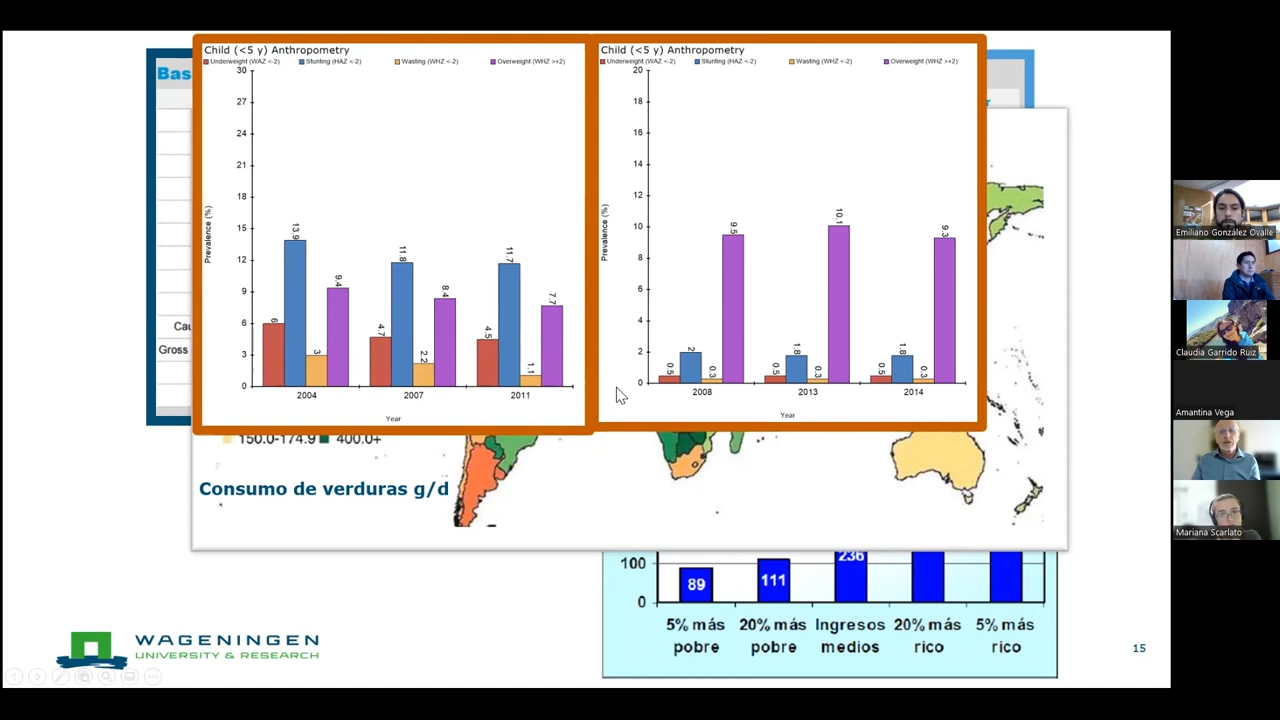 Bas
Cau
Gross
r
Child (<5 y) Anthropometry
Underweight (WAZ <-2)
Stunting (HAZ <-2)
Wasting (WHZ <-2)
Overweight (WHZ >+2)
30
27
24
21
18
15
12
9
6
3
0
Prevalence (%)
6
13.9
3
9.4
4.7
11.8
2.2
8.4
4.5
11.7
1.1
7.7
2004
2007
2011
Year
Child (<5 y) Anthropometry
Underweight (WAZ <-2)
Stunting (HAZ <-2)
Wasting (WHZ <-2)
Overweight (WHZ >+2)
20
18
16
14
12
10
8
6
4
2
0
Prevalence (%)
0.5
2
0.3
9.5
0.5
1.8
0.3
10.1
0.5
1.8
0.3
9.3
2008
2013
2014
Year
150.0-174.9
400.0+
Consumo de verduras g/d
100
0
89
111
236
5% más pobre
20% más pobre
Ingresos medios
20% más rico
5% más rico
WAGENINGEN
UNIVERSITY & RESEARCH
15
Emiliano González Ovalle
Claudia Garrido Ruiz
Amantina Vega
Mariana Scarlato